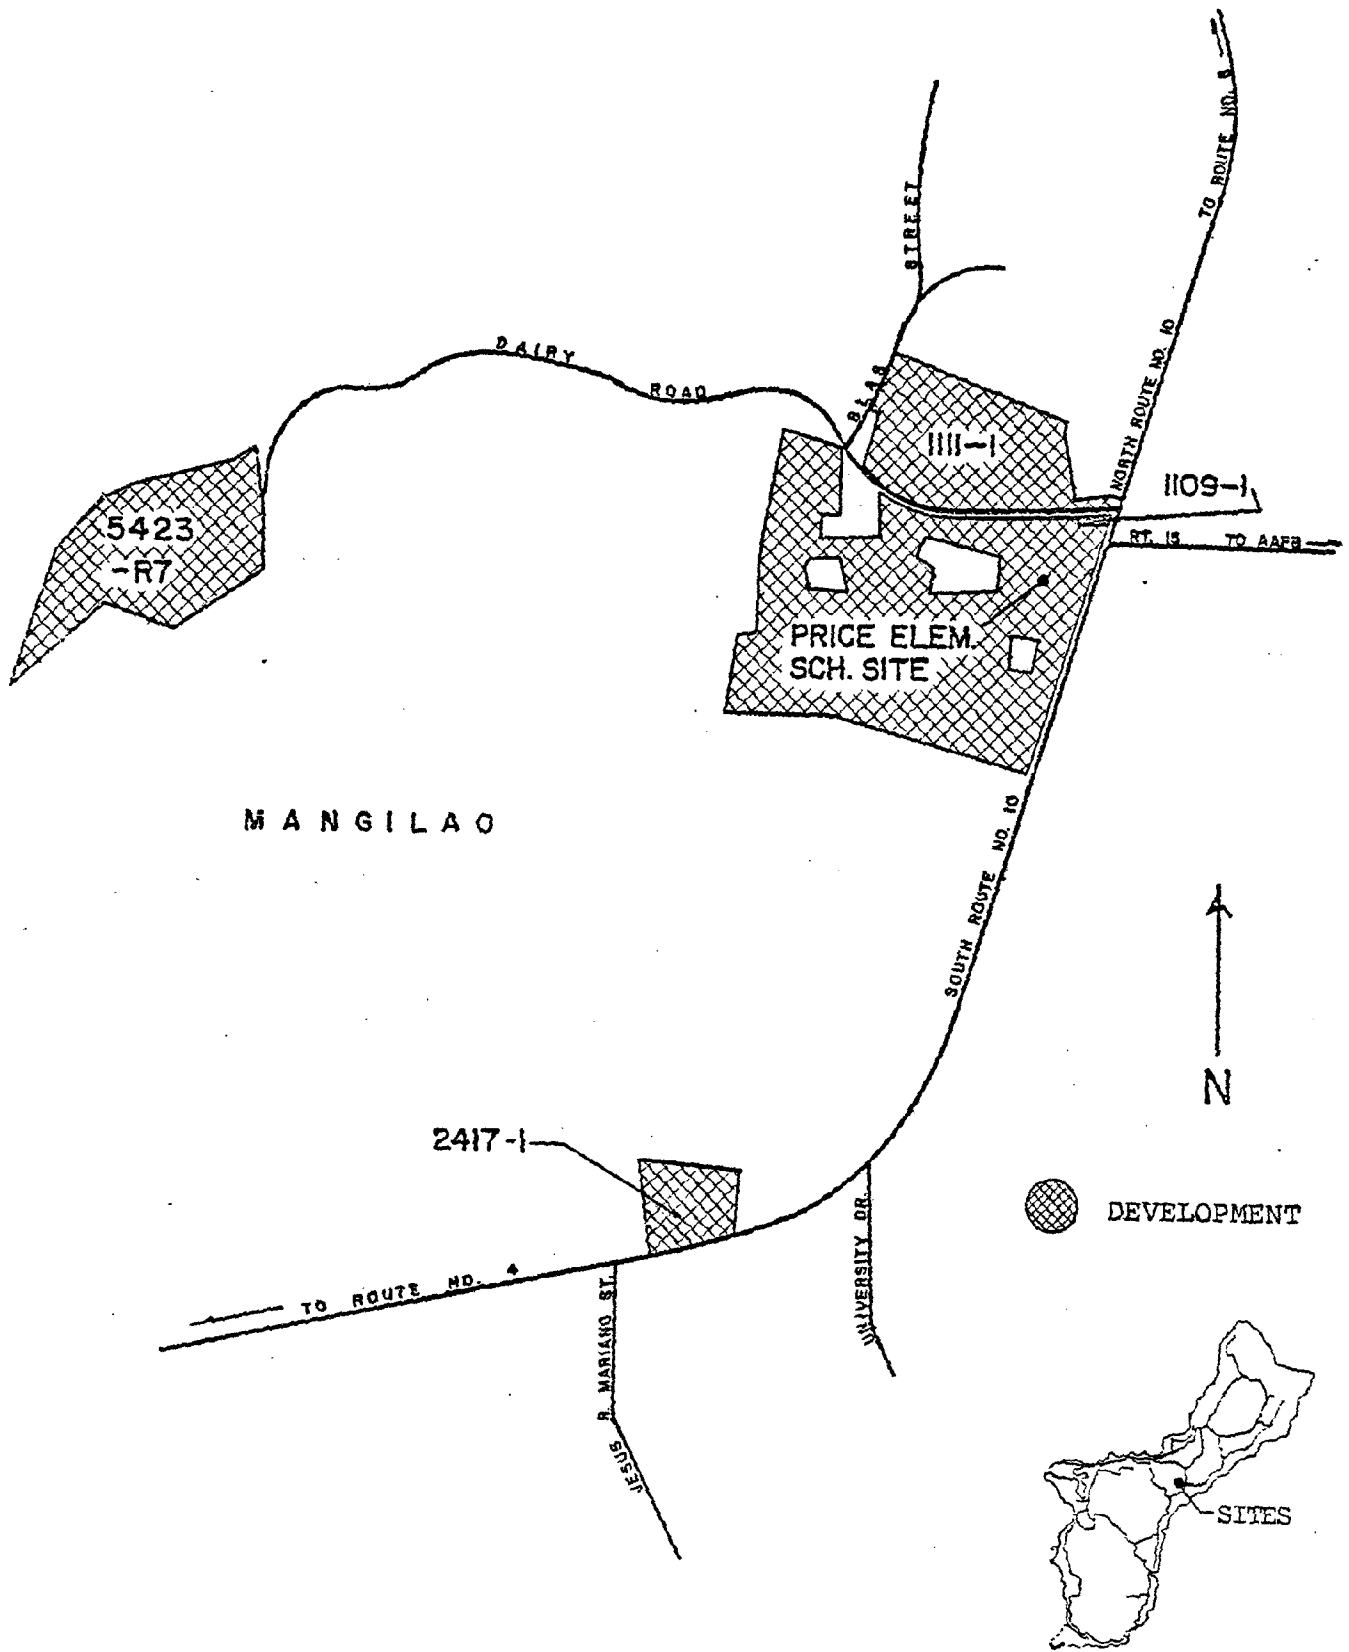 TO ROUTE NO. 8
STREET
BLAS
NORTH ROUTE NO. 10
DAIRY
ROAD
1111-1
1109-1
RT. 15 TO AAFB
5423
-R7
PRICE ELEM.
SCH. SITE
MANGILAO
SOUTH ROUTE NO. 10
N
2417-1
DEVELOPMENT
UNIVERSITY DR.
TO ROUTE NO. 4
JESUS R. MARIANO ST.
SITES